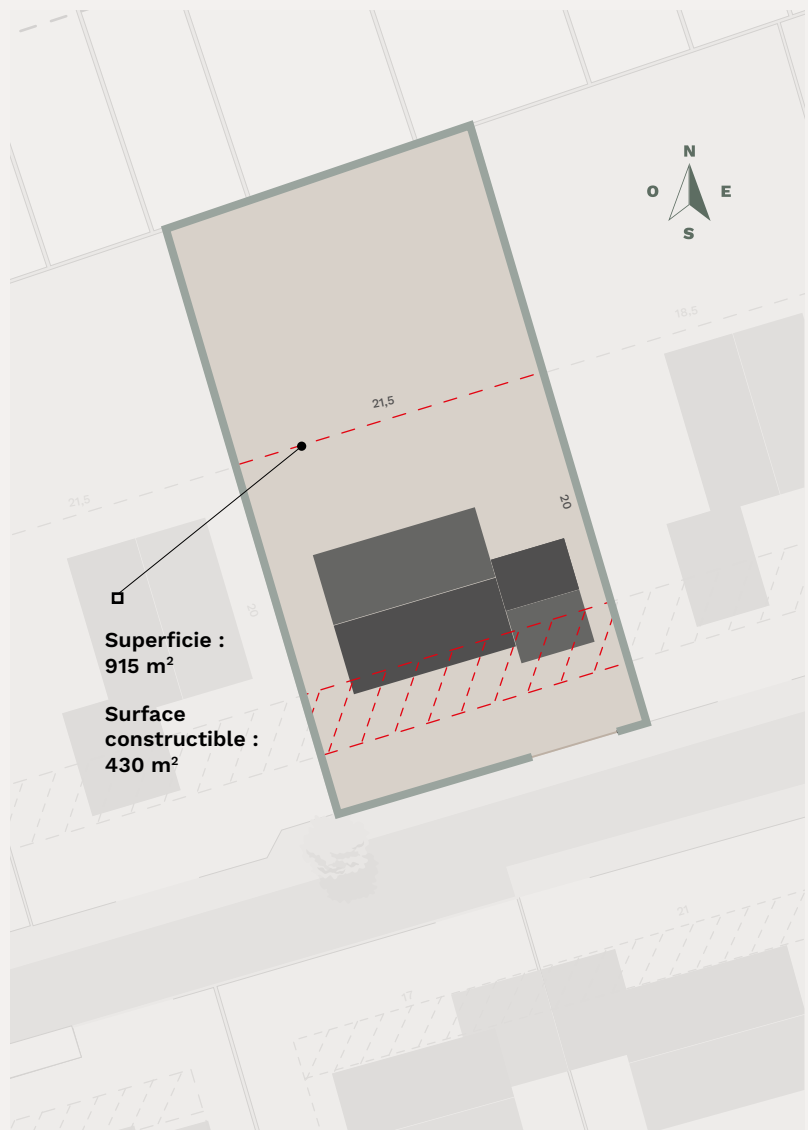 N
O E
S
18,5
21,5
20
21,5
20
Superficie :
915 m²
Surface
constructible :
430 m²
21
17